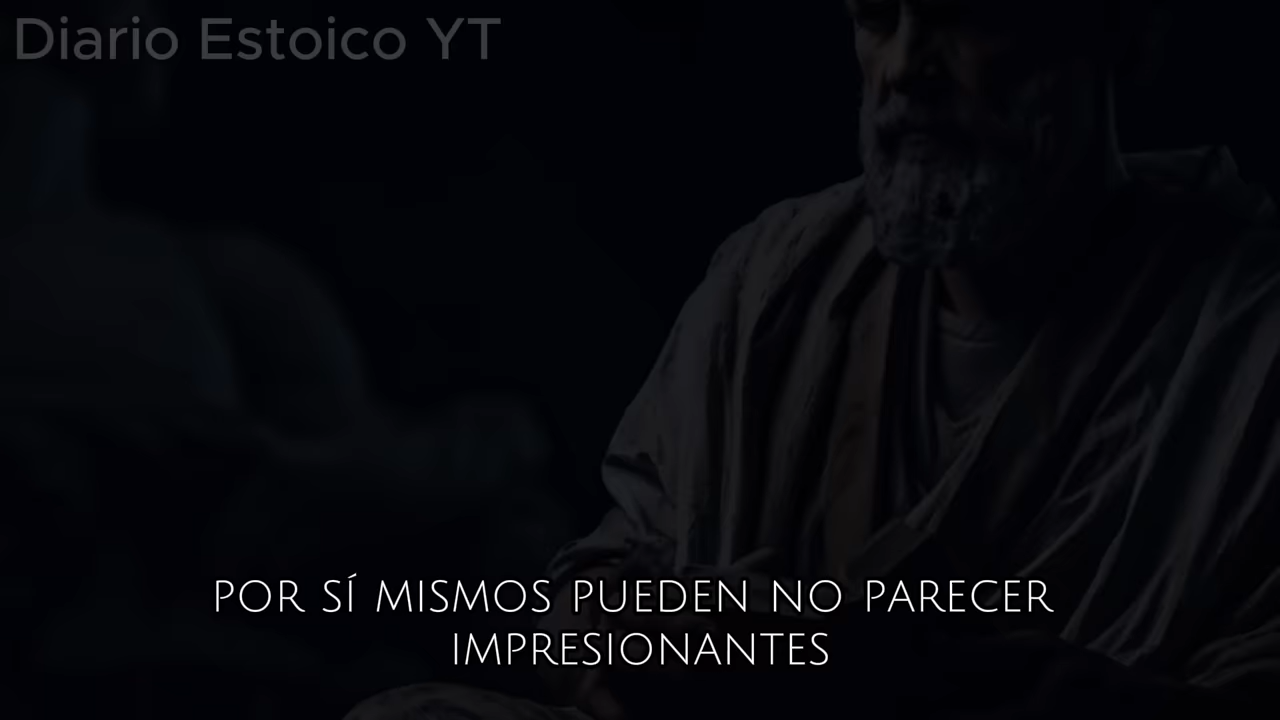 Diario Estoico YT
POR SÍ MISMOS PUEDEN NO PARECER
IMPRESIONANTES